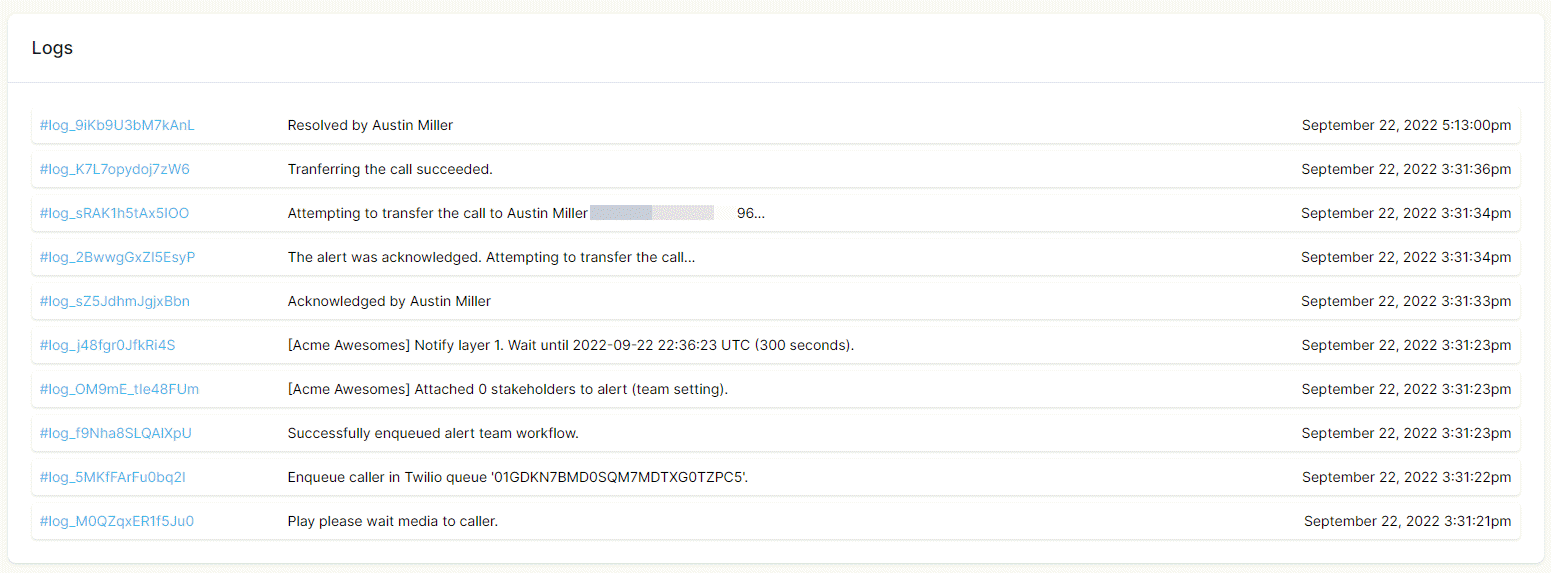 Logs
#log_9iKb9U3bM7kAnL Resolved by Austin Miller September 22, 2022 5:13:00pm
#log_K7L7opydoj7zW6 Tranferring the call succeeded. September 22, 2022 3:31:36pm
#log_sRAK1h5tAx5IOO Attempting to transfer the call to Austin Miller 96... September 22, 2022 3:31:34pm
#log_2BwwgGxZI5EsyP The alert was acknowledged. Attempting to transfer the call... September 22, 2022 3:31:34pm
#log_sZ5JdhmJgjxBbn Acknowledged by Austin Miller September 22, 2022 3:31:33pm
#log_j48fgr0JfkRi4S [Acme Awesomes] Notify layer 1. Wait until 2022-09-22 22:36:23 UTC (300 seconds). September 22, 2022 3:31:23pm
#log_OM9mE_tIe48FUm [Acme Awesomes] Attached 0 stakeholders to alert (team setting). September 22, 2022 3:31:23pm
#log_f9Nha8SLQAIXpU Successfully enqueued alert team workflow. September 22, 2022 3:31:23pm
#log_5MKfFArFu0bq2I Enqueue caller in Twilio queue '01GDKN7BMD0SQM7MDTXG0TZPC5'. September 22, 2022 3:31:22pm
#log_M0QZqxER1f5Ju0 Play please wait media to caller. September 22, 2022 3:31:21pm